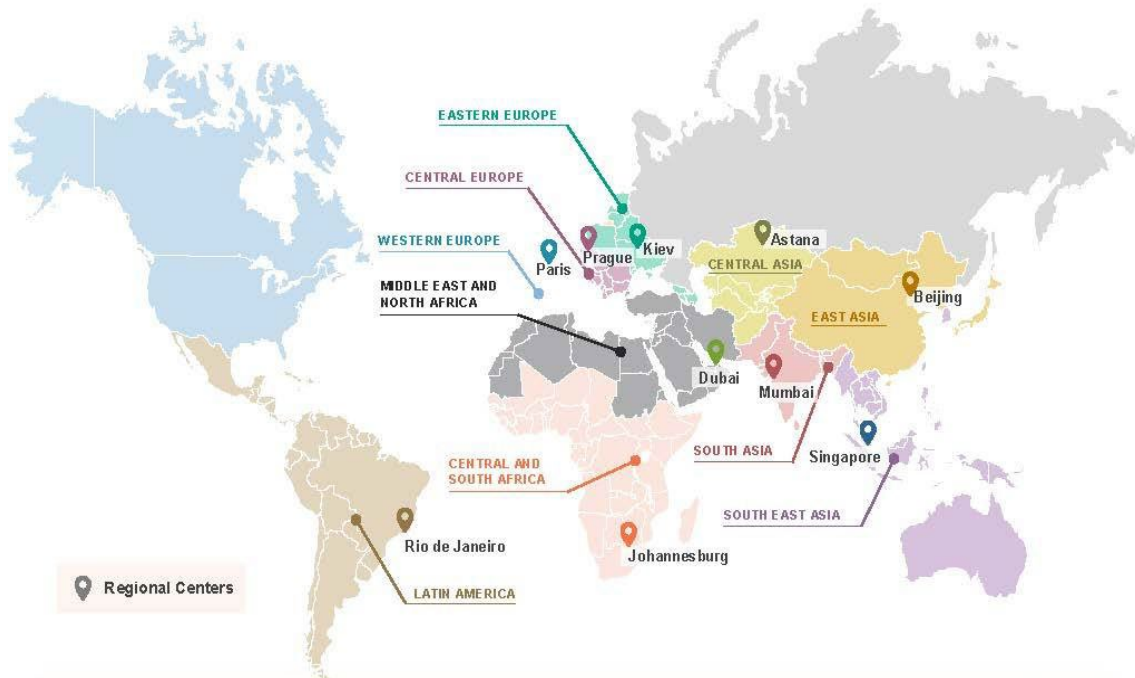 EASTERN EUROPE
CENTRAL EUROPE
WESTERN EUROPE
Paris
Prague
Kiev
Astana
CENTRAL ASIA
MIDDLE EAST AND
NORTH AFRICA
Beijing
EAST ASIA
Dubai
Mumbai
SOUTH ASIA
Singapore
CENTRAL AND
SOUTH AFRICA
SOUTH EAST ASIA
Rio de Janeiro
Johannesburg
Regional Centers
LATIN AMERICA